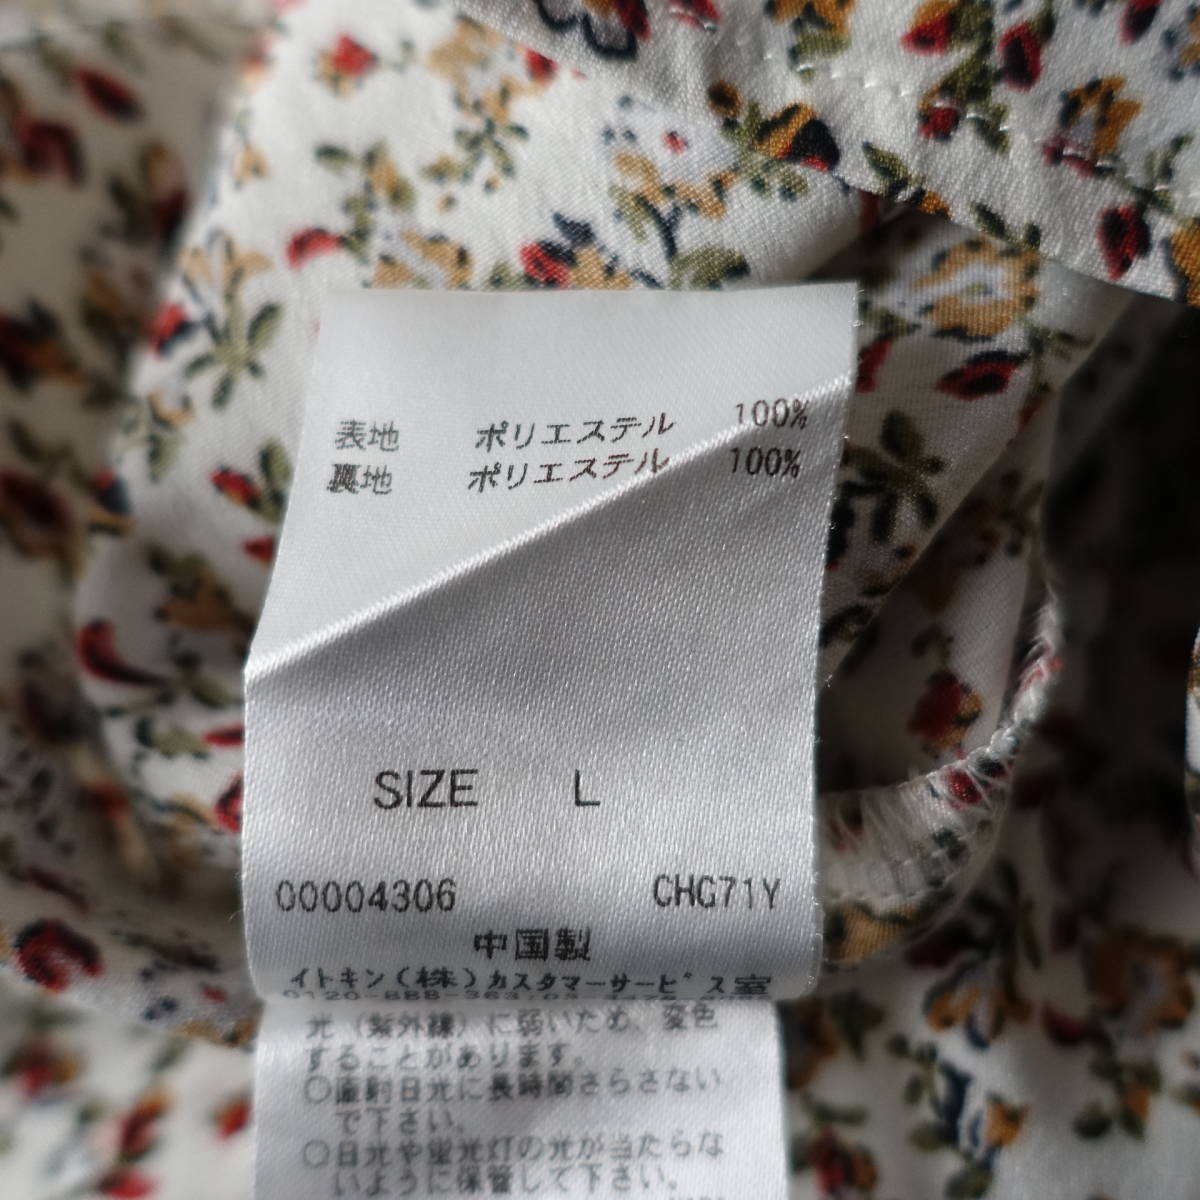 表地 ポリエステル 100%
裏地 ポリエステル 100%
SIZE L
00004306 CHG71Y
中国製
イトキン(株)カスタマーサービス室
0120-888-363
光(紫外線)に弱いため、変色
することがあります。
○直射日光に長時間さらさない
で下さい。
○日光や蛍光灯の光が当たらな
いように保管して下さい。